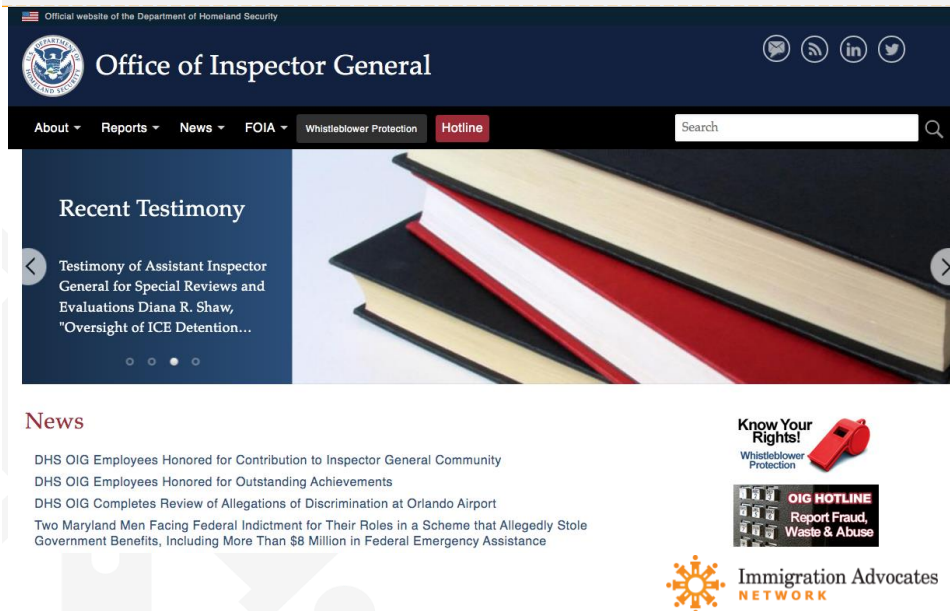 Official website of the Department of Homeland Security
U.S. DEPARTMENT OF HOMELAND SECURITY
Office of Inspector General
in
About
Reports
News
FOIA
Whistleblower Protection
Hotline
Search
Recent Testimony
Testimony of Assistant Inspector
General for Special Reviews and
Evaluations Diana R. Shaw,
"Oversight of ICE Detention...
News
DHS OIG Employees Honored for Contribution to Inspector General Community
DHS OIG Employees Honored for Outstanding Achievements
DHS OIG Completes Review of Allegations of Discrimination at Orlando Airport
Two Maryland Men Facing Federal Indictment for Their Roles in a Scheme that Allegedly Stole
Government Benefits, Including More Than $8 Million in Federal Emergency Assistance
Know Your
Rights!
Whistleblower
Protection
OIG HOTLINE
Report Fraud,
Waste & Abuse
Immigration Advocates
NETWORK